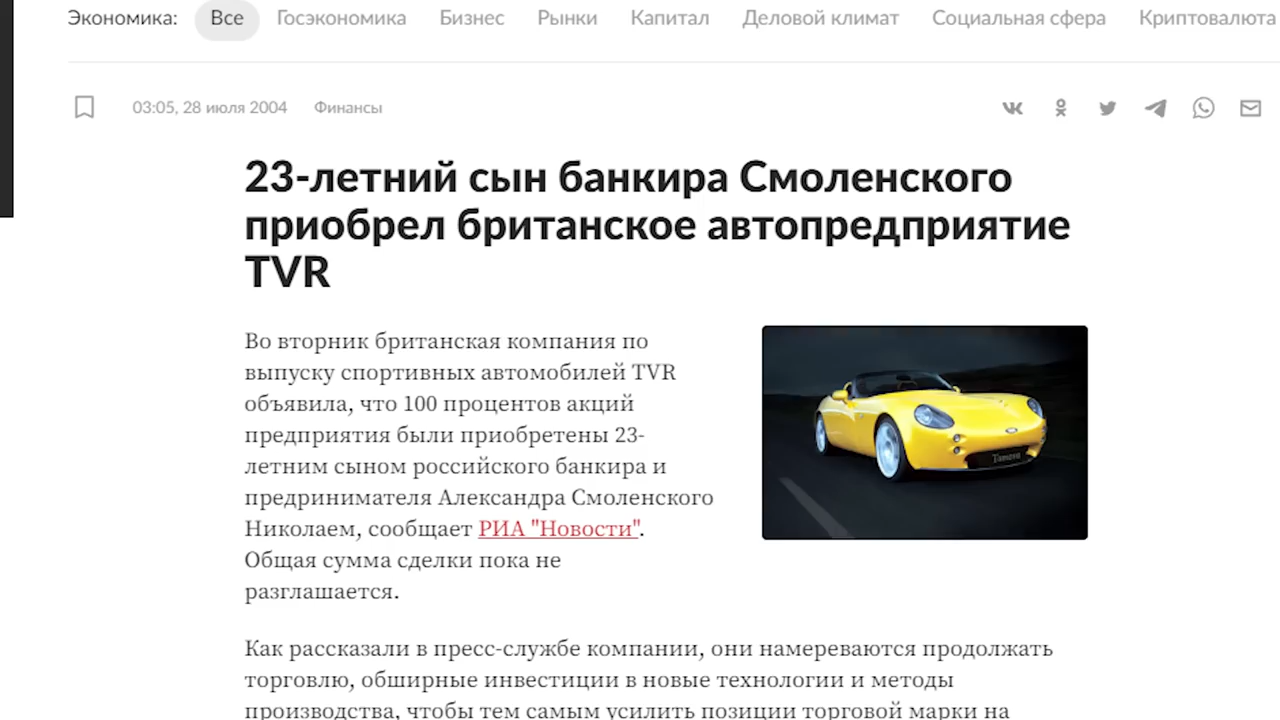 Экономика: Все Госэкономика Бизнес Рынки Капитал Деловой климат Социальная сфера Криптовалюта
03:05, 28 июля 2004 Финансы
23-летний сын банкира Смоленского
приобрел британское автопредприятие
TVR
Во вторник британская компания по
выпуску спортивных автомобилей TVR
объявила, что 100 процентов акций
предприятия были приобретены 23-
летним сыном российского банкира и
предпринимателя Александра Смоленского
Николаем, сообщает РИА "Новости".
Общая сумма сделки пока не
разглашается.
Tamora
Как рассказали в пресс-службе компании, они намереваются продолжать
торговлю, обширные инвестиции в новые технологии и методы
производства, чтобы тем самым усилить позиции торговой марки на